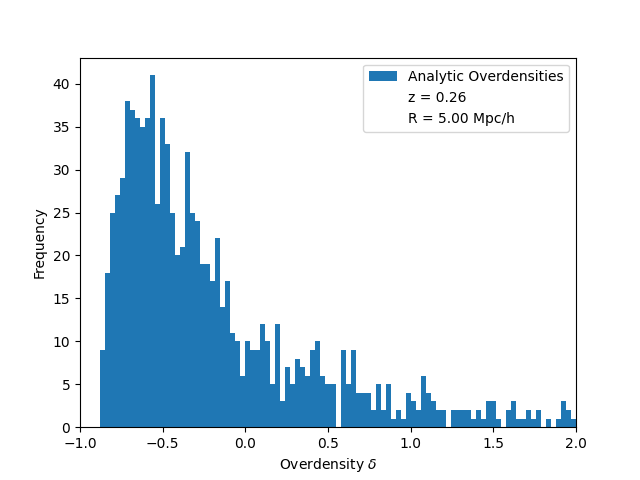 Analytic Overdensities
z = 0.26
R = 5.00 Mpc/h
Frequency
40
35
30
25
20
15
10
5
0
−1.0 −0.5 0.0 0.5 1.0 1.5 2.0
Overdensity δ